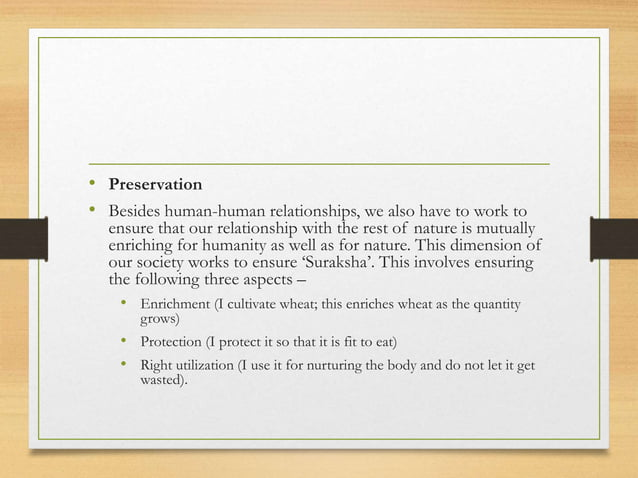 • Preservation
• Besides human-human relationships, we also have to work to
ensure that our relationship with the rest of nature is mutually
enriching for humanity as well as for nature. This dimension of
our society works to ensure ‘Suraksha’. This involves ensuring
the following three aspects –
• Enrichment (I cultivate wheat; this enriches wheat as the quantity
grows)
• Protection (I protect it so that it is fit to eat)
• Right utilization (I use it for nurturing the body and do not let it get
wasted).